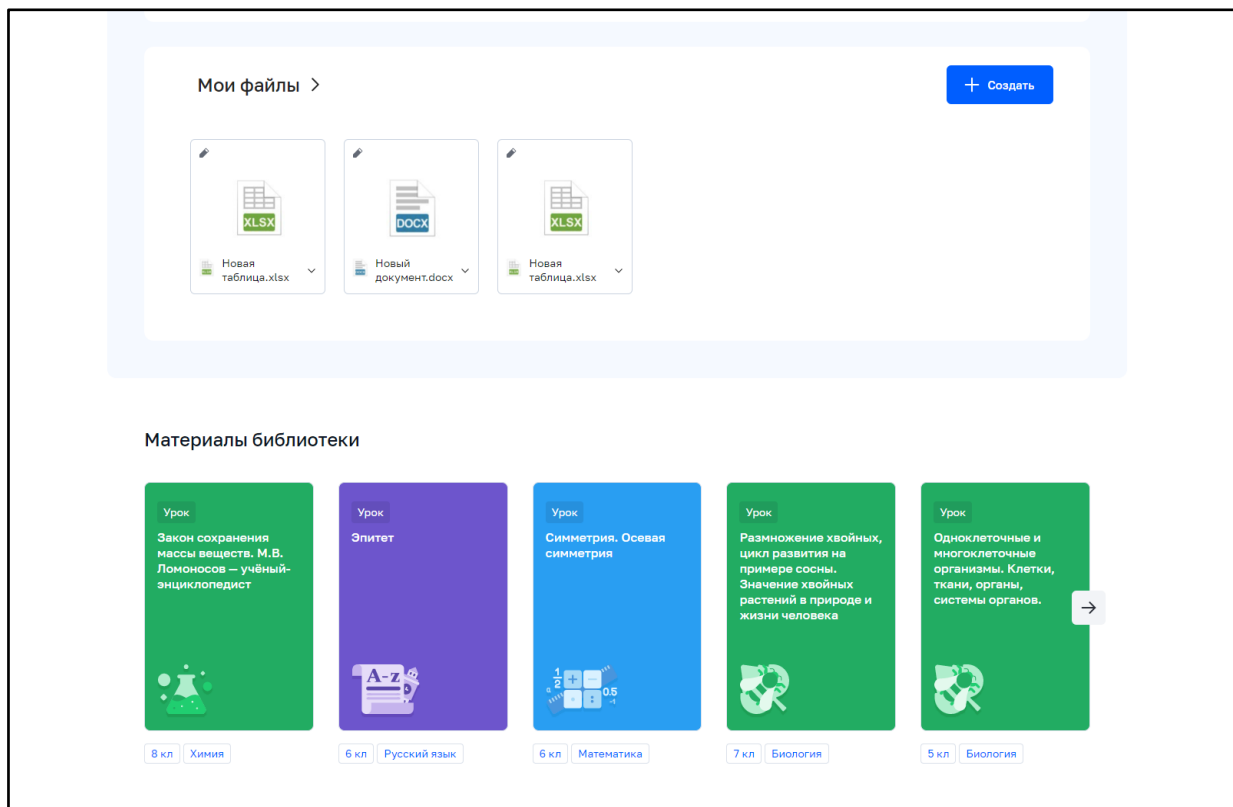 Мои файлы
Создать
XLSX
DOCX
XLSX
Новая
таблица.xlsx
Новый
документ.docx
Новая
таблица.xlsx
Материалы библиотеки
Урок
Закон сохранения
массы веществ. М.В.
Ломоносов — учёный-
энциклопедист
Урок
Эпитет
A-z
Урок
Симметрия. Осевая
симметрия
1
2
+ −
· :
0.5
-1
Урок
Размножение хвойных,
цикл развития на
примере сосны.
Значение хвойных
растений в природе и
жизни человека
Урок
Одноклеточные и
многоклеточные
организмы. Клетки,
ткани, органы,
системы органов.
8 кл Химия
6 кл Русский язык
6 кл Математика
7 кл Биология
5 кл Биология